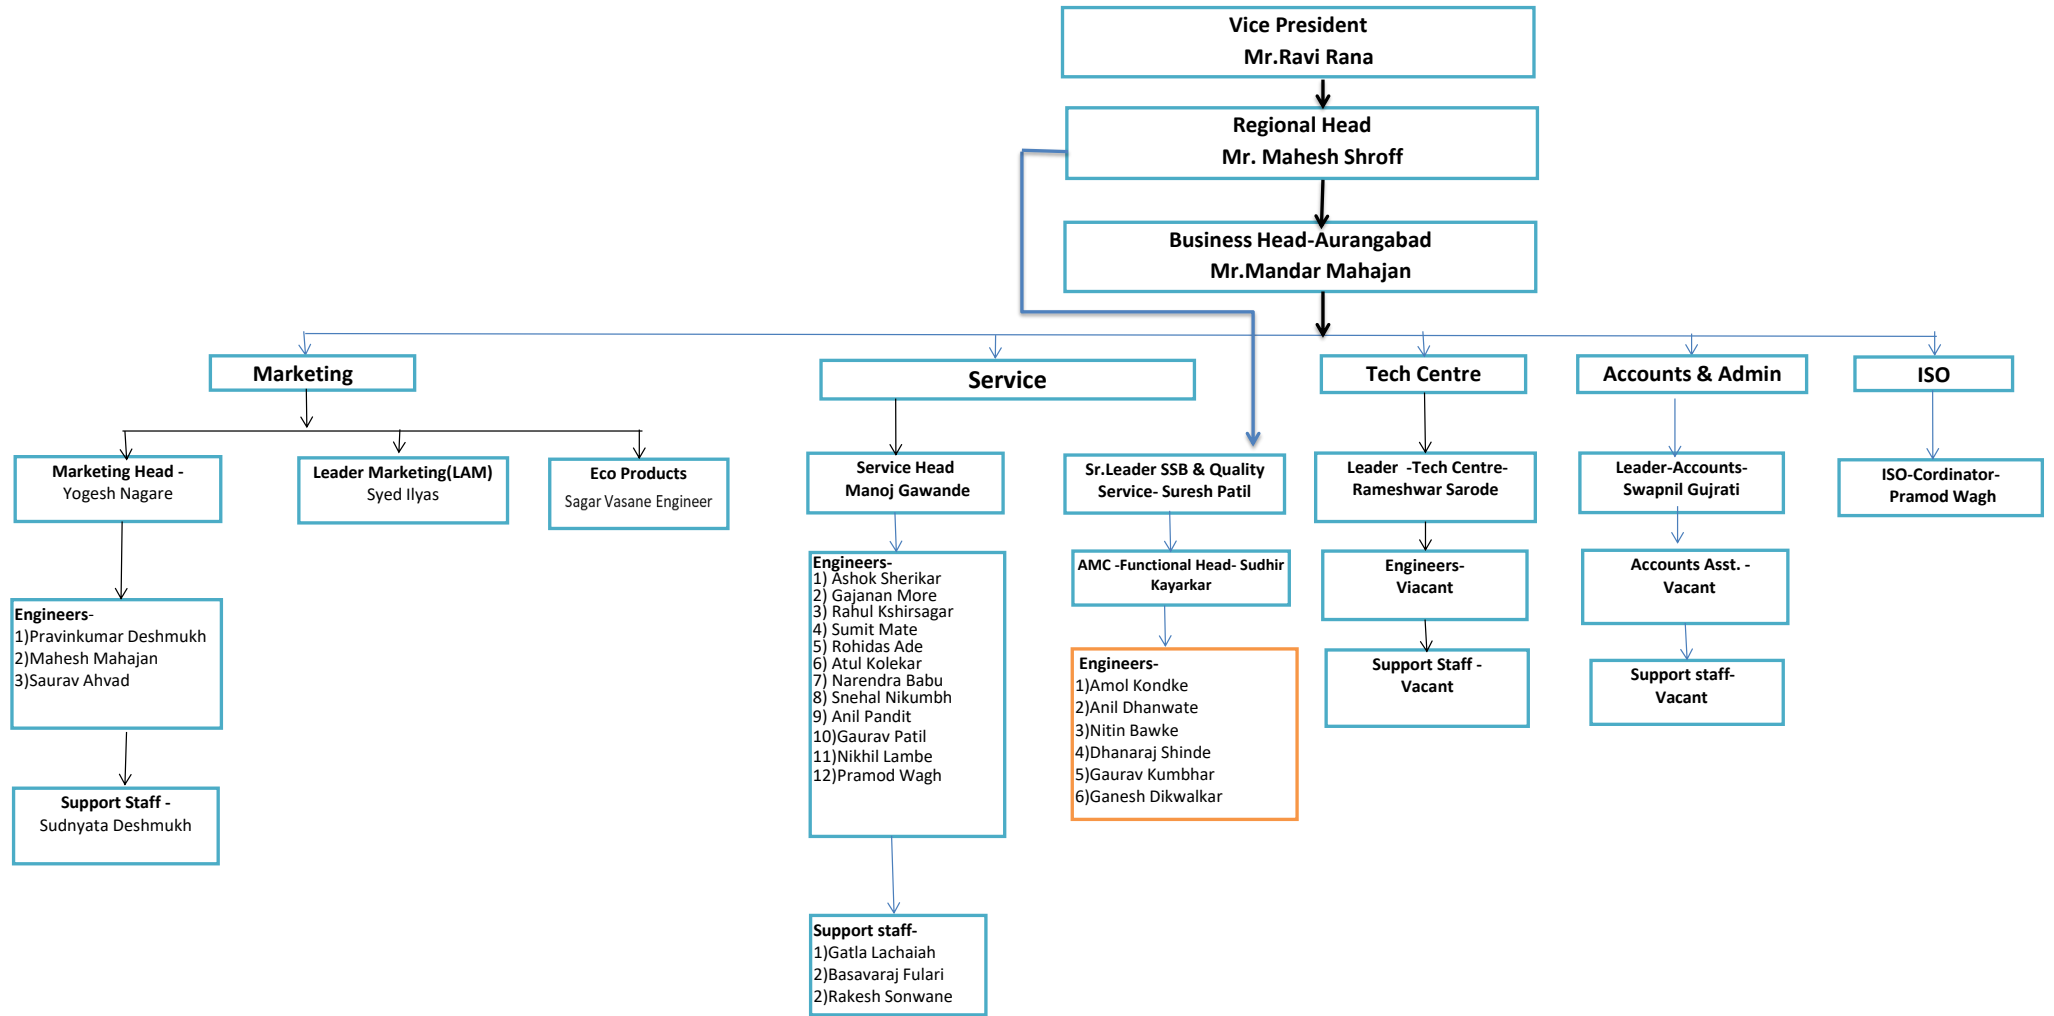 Vice President
Mr.Ravi Rana
Regional Head
Mr. Mahesh Shroff
Business Head-Aurangabad
Mr.Mandar Mahajan
Marketing
Service
Tech Centre
Accounts & Admin
ISO
Marketing Head -
Yogesh Nagare
Leader Marketing(LAM)
Syed Ilyas
Eco Products
Sagar Vasane Engineer
Service Head
Manoj Gawande
Sr.Leader SSB & Quality
Service- Suresh Patil
Leader -Tech Centre-
Rameshwar Sarode
Leader-Accounts-
Swapnil Gujrati
ISO-Cordinator-
Pramod Wagh
Engineers-
1)Pravinkumar Deshmukh
2)Mahesh Mahajan
3)Saurav Ahvad
Support Staff -
Sudnyata Deshmukh
Engineers-
1) Ashok Sherikar
2) Gajanan More
3) Rahul Kshirsagar
4) Sumit Mate
5) Rohidas Ade
6) Atul Kolekar
7) Narendra Babu
8) Snehal Nikumbh
9) Anil Pandit
10)Gaurav Patil
11)Nikhil Lambe
12)Pramod Wagh
Support staff-
1)Gatla Lachaiah
2)Basavaraj Fulari
2)Rakesh Sonwane
AMC -Functional Head- Sudhir
Kayarkar
Engineers-
1)Amol Kondke
2)Anil Dhanwate
3)Nitin Bawke
4)Dhanaraj Shinde
5)Gaurav Kumbhar
6)Ganesh Dikwalkar
Engineers-
Viacant
Support Staff -
Vacant
Accounts Asst. -
Vacant
Support staff-
Vacant